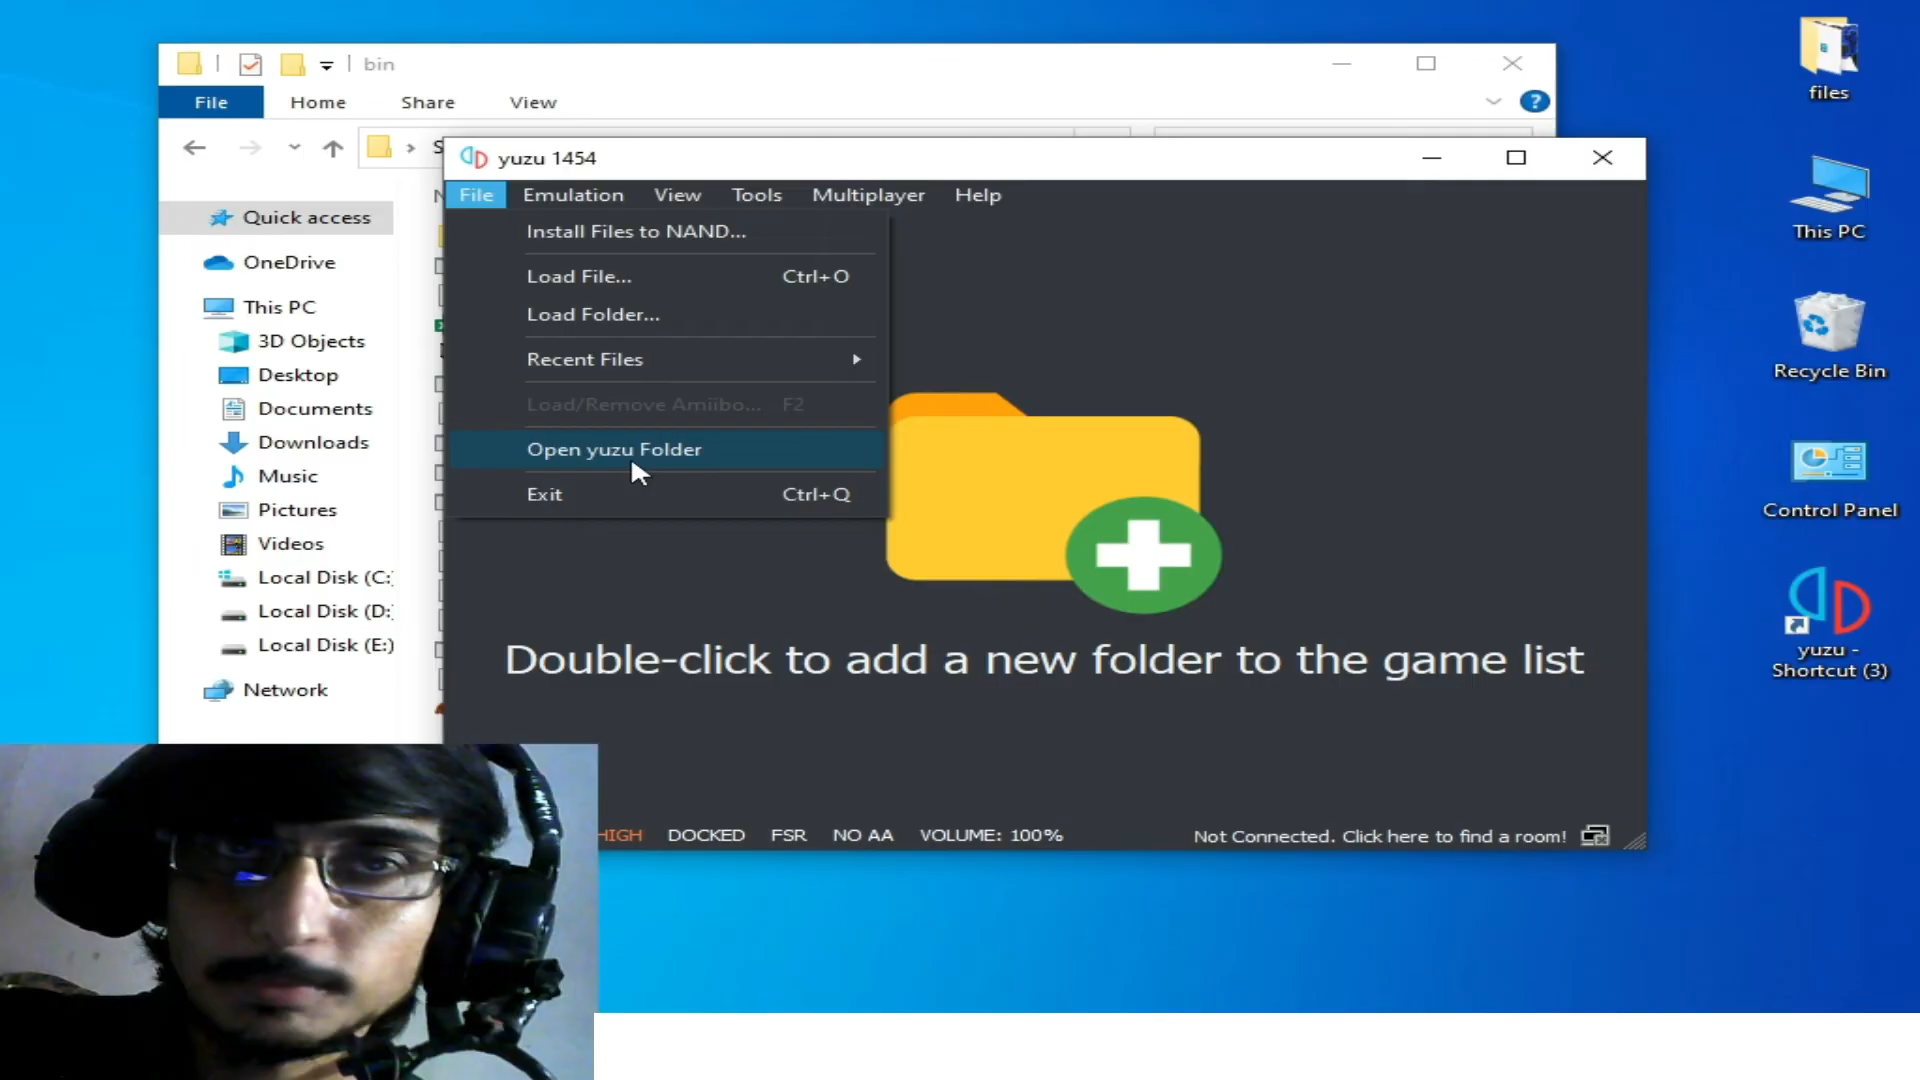 bin
File Home Share View
S
yuzu 1454
File Emulation View Tools Multiplayer Help
Install Files to NAND...
Load File... Ctrl+O
Load Folder...
Recent Files
Load/Remove Amiibo... F2
Open yuzu Folder
Exit Ctrl+Q
Quick access
OneDrive
This PC
3D Objects
Desktop
Documents
Downloads
Music
Pictures
Videos
Local Disk (C:)
Local Disk (D:)
Local Disk (E:)
Network
Double-click to add a new folder to the game list
HIGH DOCKED FSR NO AA VOLUME: 100% Not Connected. Click here to find a room!
files
This PC
Recycle Bin
Control Panel
yuzu -
Shortcut (3)